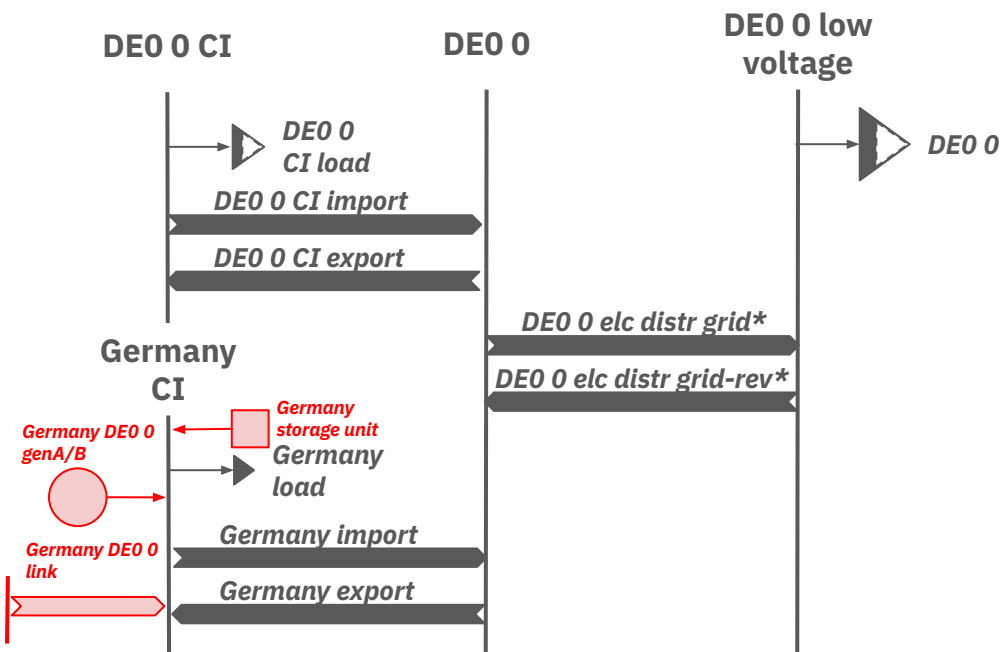 DE0 0 CI
DE0 0
DE0 0 low
voltage
DE0 0
CI load
DE0 0
DE0 0 CI import
DE0 0 CI export
DE0 0 elc distr grid*
Germany
CI
DE0 0 elc distr grid-rev*
Germany
storage unit
Germany DE0 0
genA/B
Germany
load
Germany import
Germany DE0 0
link
Germany export